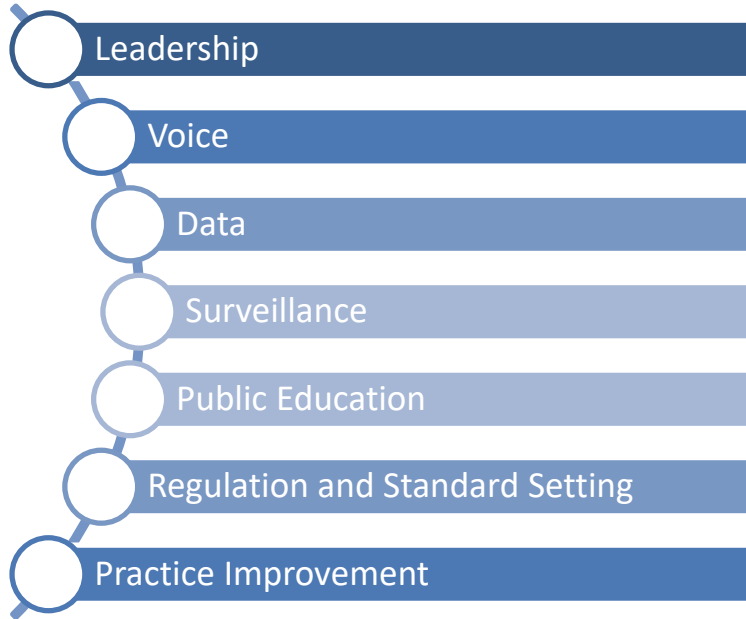 Leadership
Voice
Data
Surveillance
Public Education
Regulation and Standard Setting
Practice Improvement